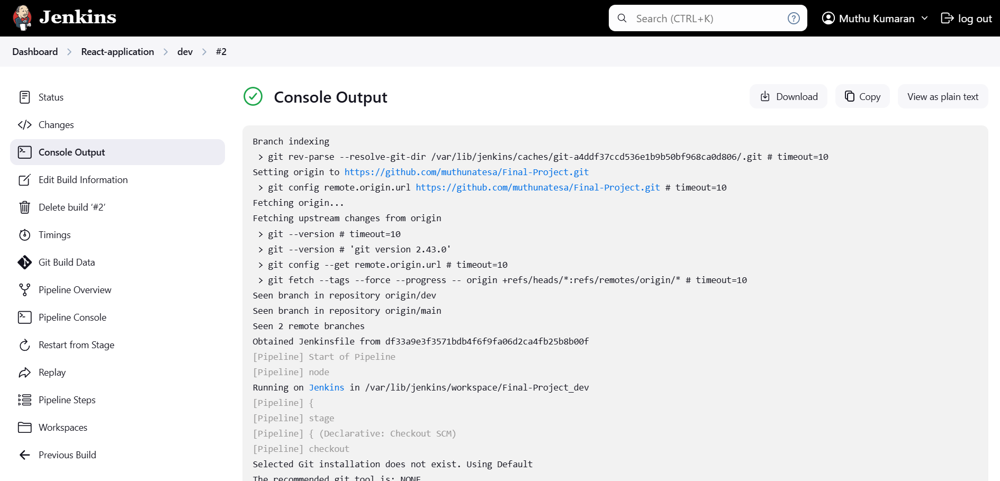 Jenkins
Search (CTRL+K)
?
Muthu Kumaran
log out
Dashboard > React-application > dev > #2
Status
Changes
Console Output
Edit Build Information
Delete build ‘#2’
Timings
Git Build Data
Pipeline Overview
Pipeline Console
Restart from Stage
Replay
Pipeline Steps
Workspaces
Previous Build
Console Output
Download
Copy
View as plain text
Branch indexing
 > git rev-parse --resolve-git-dir /var/lib/jenkins/caches/git-a4ddf37ccd536e1b9b50bf968ca0d806/.git # timeout=10
Setting origin to https://github.com/muthunatesa/Final-Project.git
 > git config remote.origin.url https://github.com/muthunatesa/Final-Project.git # timeout=10
Fetching origin...
Fetching upstream changes from origin
 > git --version # timeout=10
 > git --version # 'git version 2.43.0'
 > git config --get remote.origin.url # timeout=10
 > git fetch --tags --force --progress -- origin +refs/heads/*:refs/remotes/origin/* # timeout=10
Seen branch in repository origin/dev
Seen branch in repository origin/main
Seen 2 remote branches
Obtained Jenkinsfile from df33a9e3f3571bdb4f6f9fa06d2ca4fb25b8b00f
[Pipeline] Start of Pipeline
[Pipeline] node
Running on Jenkins in /var/lib/jenkins/workspace/Final-Project_dev
[Pipeline] {
[Pipeline] stage
[Pipeline] { (Declarative: Checkout SCM)
[Pipeline] checkout
Selected Git installation does not exist. Using Default
The recommended git tool is: NONE